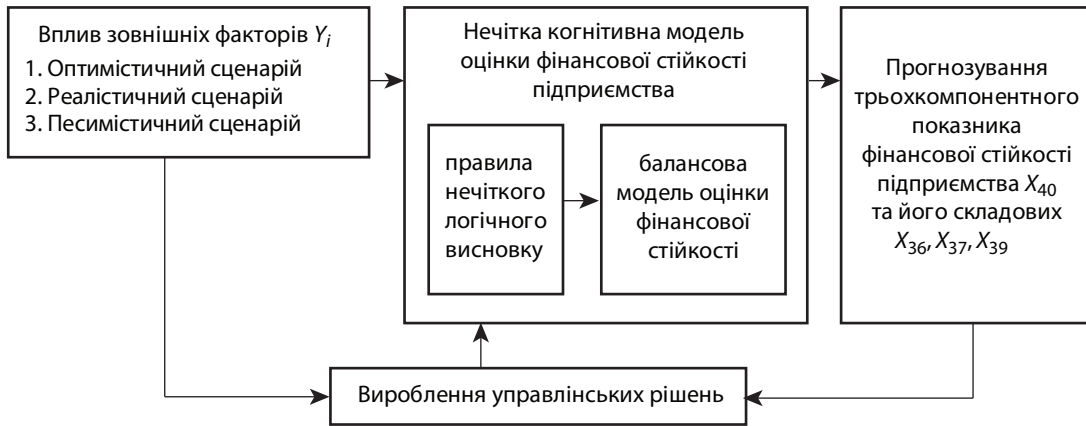 Вплив зовнішніх факторів Yi
1. Оптимістичний сценарій
2. Реалістичний сценарій
3. Песимістичний сценарій
Нечітка когнітивна модель
оцінки фінансової стійкості
підприємства
правила
нечіткого
логічного
висновку
балансова
модель оцінки
фінансової
стійкості
Прогнозування
трьохкомпонентного
показника
фінансової стійкості
підприємства X40
та його складових
X36, X37, X39
Вироблення управлінських рішень